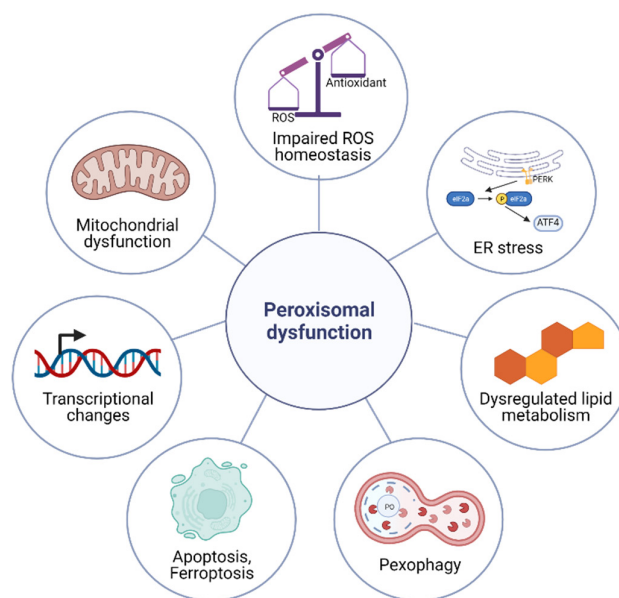 Antioxidant
ROS
Impaired ROS
homeostasis
PERK
eIF2a
P
eIF2a
ATF4
ER stress
Mitochondrial
dysfunction
Peroxisomal
dysfunction
Transcriptional
changes
Dysregulated lipid
metabolism
Apoptosis,
Ferroptosis
PO
Pexophagy